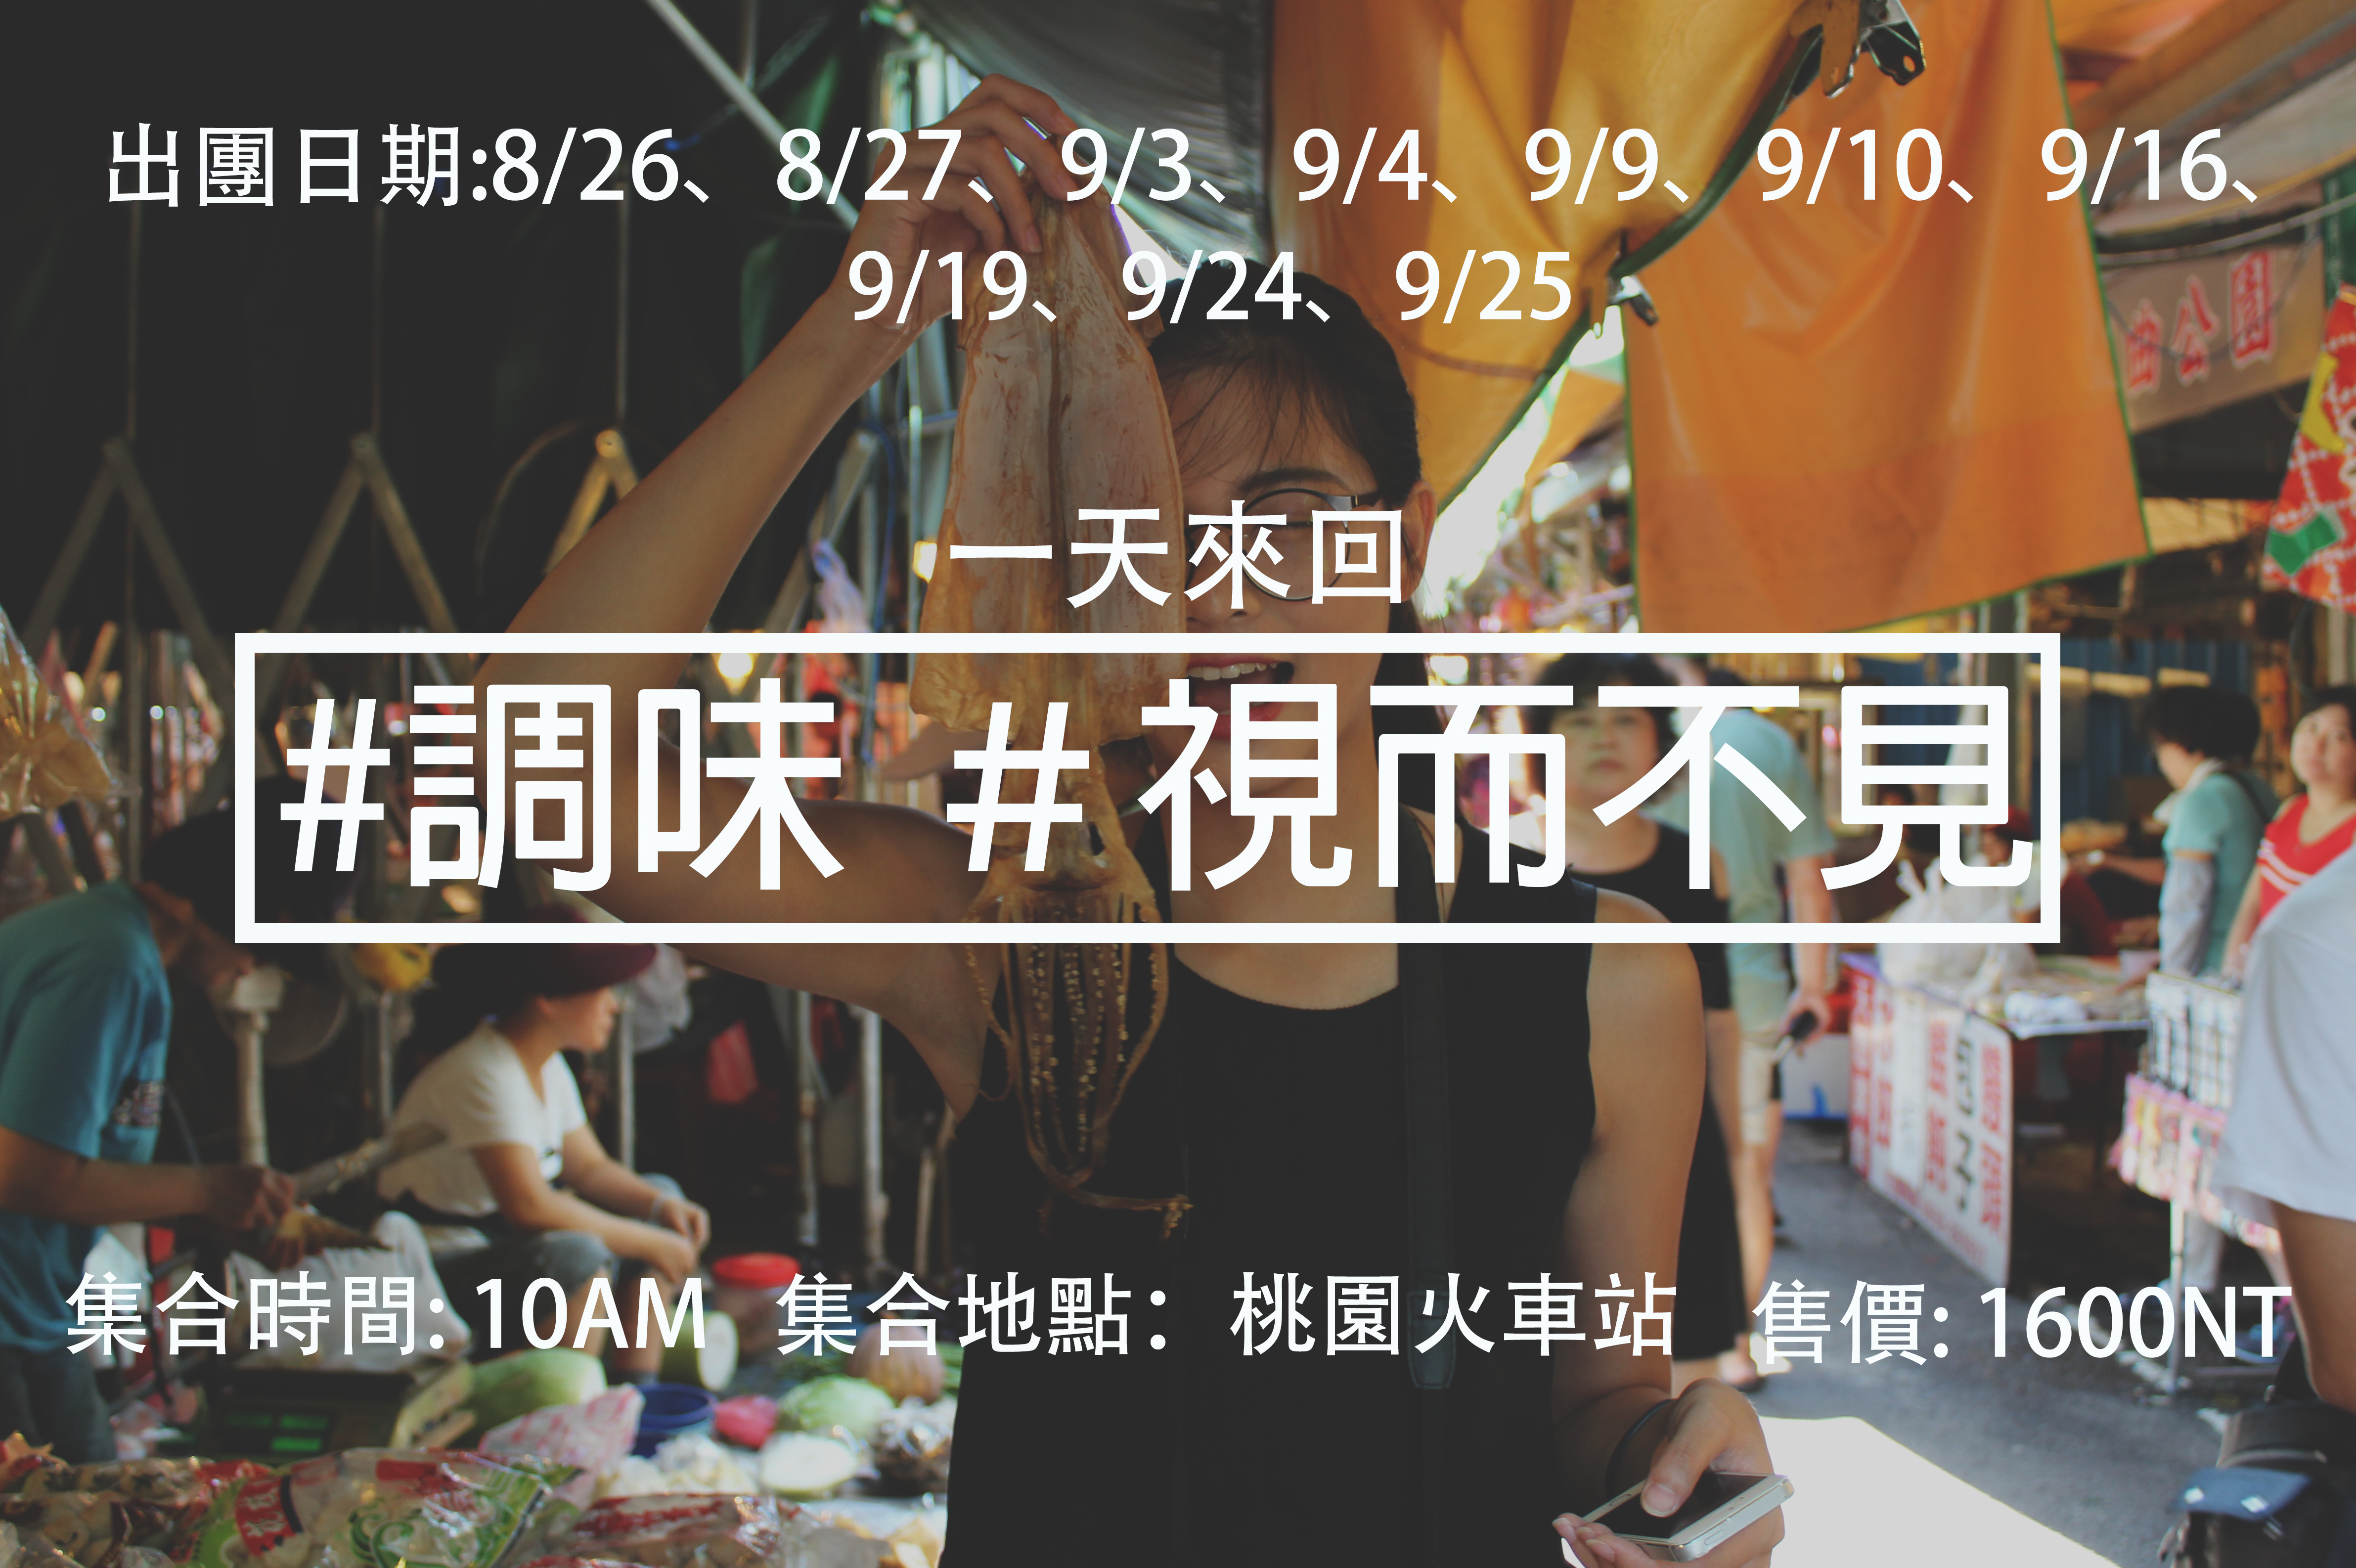 出團日期:8/26、 8/27、 9/3、 9/4、 9/9、 9/10、 9/16、
9/19、 9/24、 9/25
公園
一天來回
#調味 # 視而不見
集合時間: 10AM 集合地點: 桃園火車站 售價: 1600NT